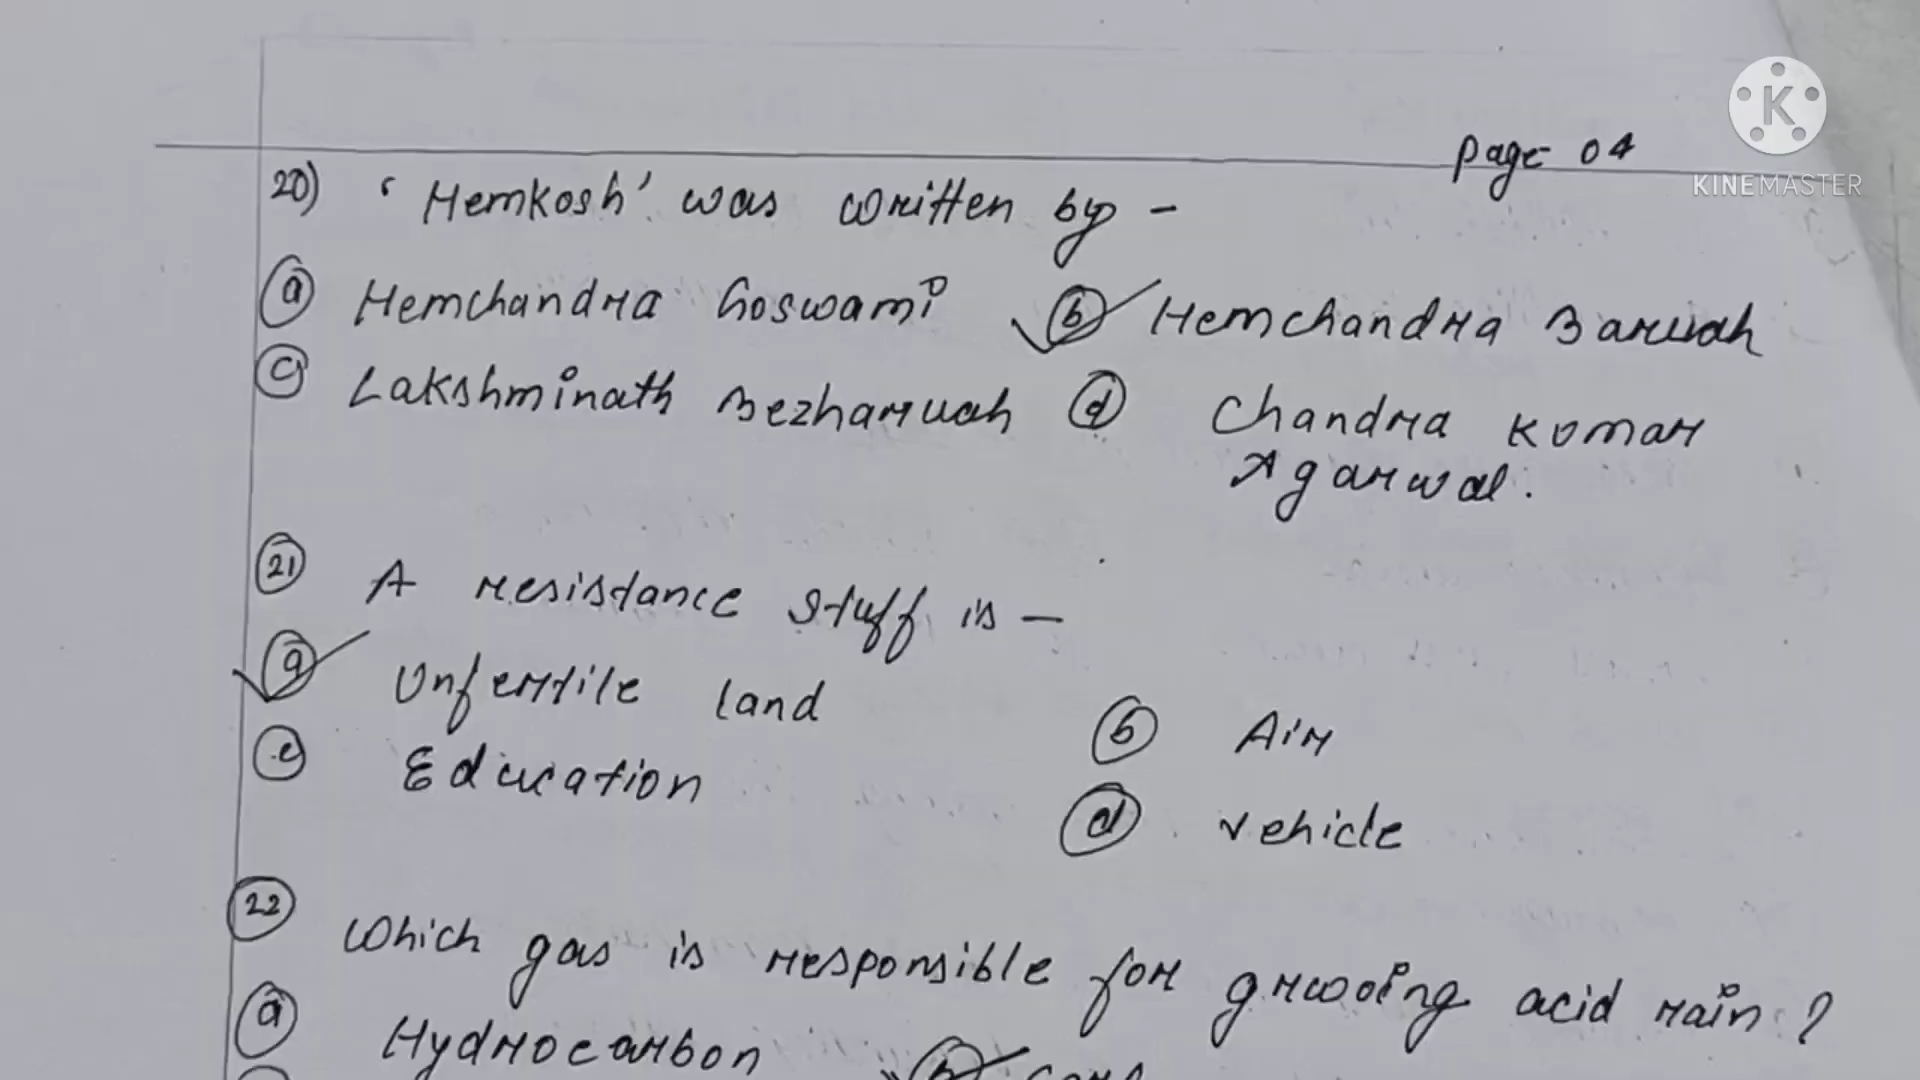 Page 04
K
KINEMASTER
20) 'Hemkosh' was written by -
(a) Hemchandra Goswami (b) Hemchandra Baruah
(c) Lakshminath Bezharuah (d) Chandra Kumar
Agarwal.
(21) A resistance stuff is -
(a) Unfertile land
(b) Air
(c) Education
(d) vehicle
(22) Which gas is responsible for acid rain?
(a) Hydrocarbon (b)